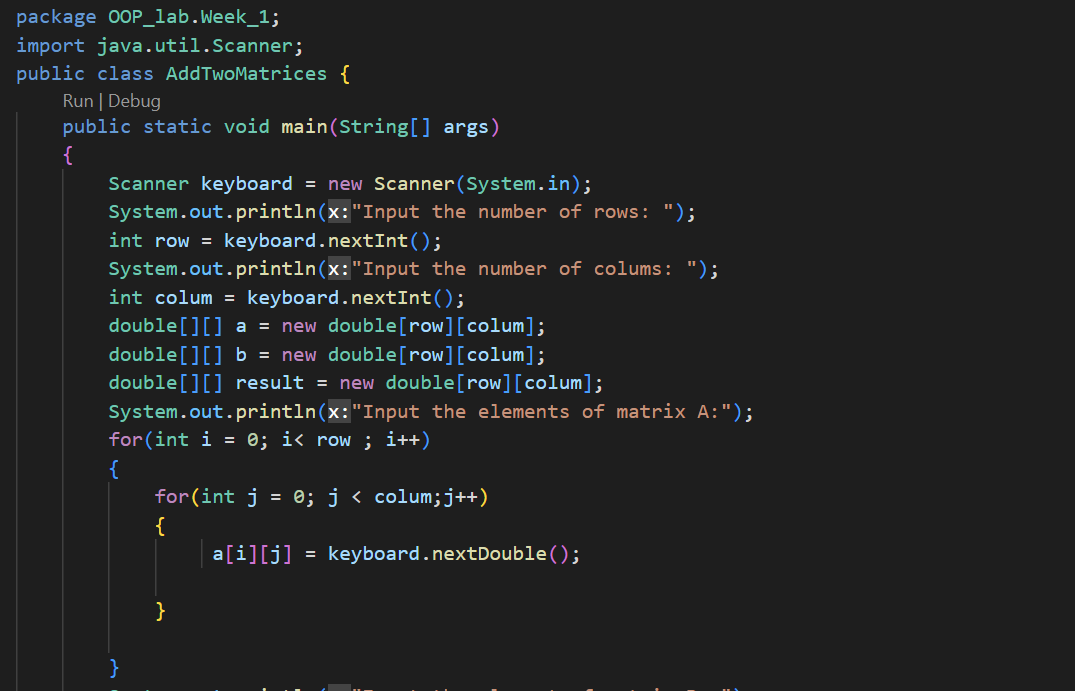 package OOP_lab.Week_1;
import java.util.Scanner;
public class AddTwoMatrices {
Run | Debug
public static void main(String[] args)
{
Scanner keyboard = new Scanner(System.in);
System.out.println(x:"Input the number of rows: ");
int row = keyboard.nextInt();
System.out.println(x:"Input the number of colums: ");
int colum = keyboard.nextInt();
double[][] a = new double[row][colum];
double[][] b = new double[row][colum];
double[][] result = new double[row][colum];
System.out.println(x:"Input the elements of matrix A:");
for(int i = 0; i< row ; i++)
{
for(int j = 0; j < colum;j++)
{
a[i][j] = keyboard.nextDouble();
}
}